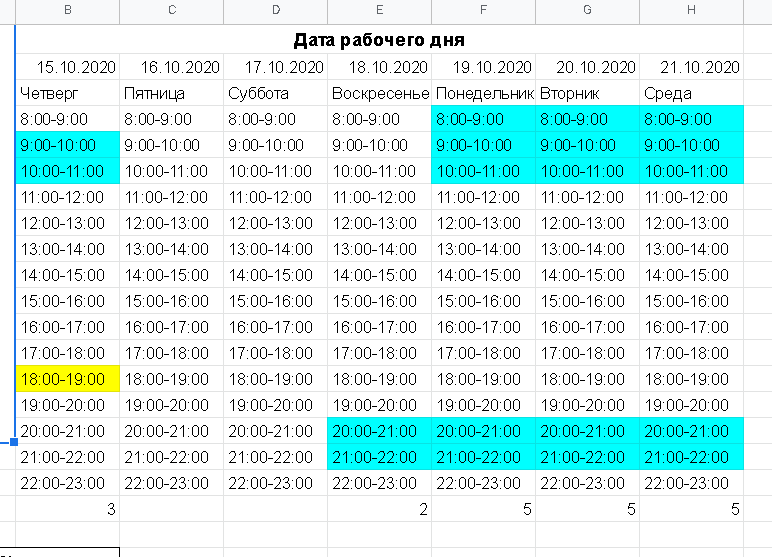 B C D E F G H
Дата рабочего дня
15.10.2020 16.10.2020 17.10.2020 18.10.2020 19.10.2020 20.10.2020 21.10.2020
Четверг Пятница Суббота Воскресенье Понедельник Вторник Среда
8:00-9:00 8:00-9:00 8:00-9:00 8:00-9:00 8:00-9:00 8:00-9:00 8:00-9:00
9:00-10:00 9:00-10:00 9:00-10:00 9:00-10:00 9:00-10:00 9:00-10:00 9:00-10:00
10:00-11:00 10:00-11:00 10:00-11:00 10:00-11:00 10:00-11:00 10:00-11:00 10:00-11:00
11:00-12:00 11:00-12:00 11:00-12:00 11:00-12:00 11:00-12:00 11:00-12:00 11:00-12:00
12:00-13:00 12:00-13:00 12:00-13:00 12:00-13:00 12:00-13:00 12:00-13:00 12:00-13:00
13:00-14:00 13:00-14:00 13:00-14:00 13:00-14:00 13:00-14:00 13:00-14:00 13:00-14:00
14:00-15:00 14:00-15:00 14:00-15:00 14:00-15:00 14:00-15:00 14:00-15:00 14:00-15:00
15:00-16:00 15:00-16:00 15:00-16:00 15:00-16:00 15:00-16:00 15:00-16:00 15:00-16:00
16:00-17:00 16:00-17:00 16:00-17:00 16:00-17:00 16:00-17:00 16:00-17:00 16:00-17:00
17:00-18:00 17:00-18:00 17:00-18:00 17:00-18:00 17:00-18:00 17:00-18:00 17:00-18:00
18:00-19:00 18:00-19:00 18:00-19:00 18:00-19:00 18:00-19:00 18:00-19:00 18:00-19:00
19:00-20:00 19:00-20:00 19:00-20:00 19:00-20:00 19:00-20:00 19:00-20:00 19:00-20:00
20:00-21:00 20:00-21:00 20:00-21:00 20:00-21:00 20:00-21:00 20:00-21:00 20:00-21:00
21:00-22:00 21:00-22:00 21:00-22:00 21:00-22:00 21:00-22:00 21:00-22:00 21:00-22:00
22:00-23:00 22:00-23:00 22:00-23:00 22:00-23:00 22:00-23:00 22:00-23:00 22:00-23:00
3 2 5 5 5